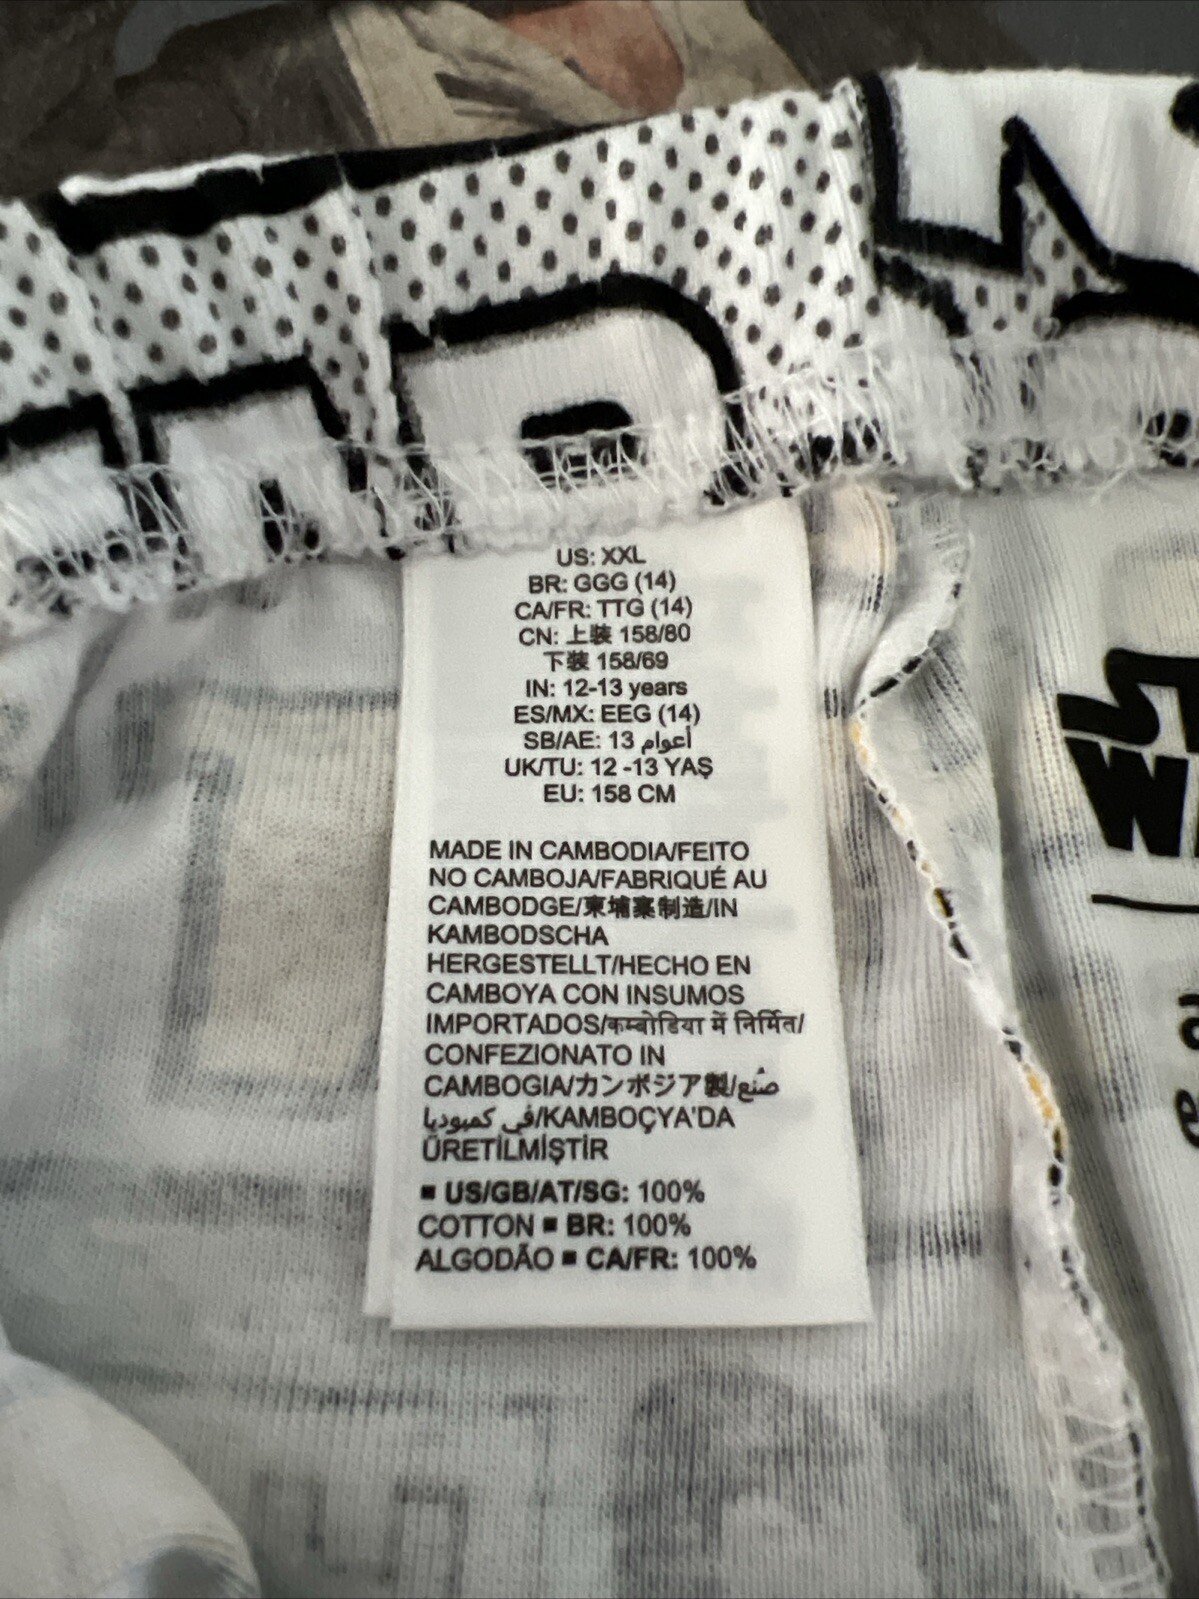 US: XXL
BR: GGG (14)
CA/FR: TTG (14)
CN: 上装 158/80
下装 158/69
IN: 12-13 years
ES/MX: EEG (14)
SB/AE: 13 أعوام
UK/TU: 12 -13 YAŞ
EU: 158 CM
MADE IN CAMBODIA/FEITO
NO CAMBOJA/FABRIQUÉ AU
CAMBODGE/柬埔寨制造/IN
KAMBODSCHA
HERGESTELLT/HECHO EN
CAMBOYA CON INSUMOS
IMPORTADOS/कम्बोडिया में निर्मित/
CONFEZIONATO IN
CAMBOGIA/カンボジア製/صُنع
في كمبوديا/KAMBOÇYA'DA
ÜRETİLMİŞTİR
■ US/GB/AT/SG: 100%
COTTON ■ BR: 100%
ALGODÃO ■ CA/FR: 100%